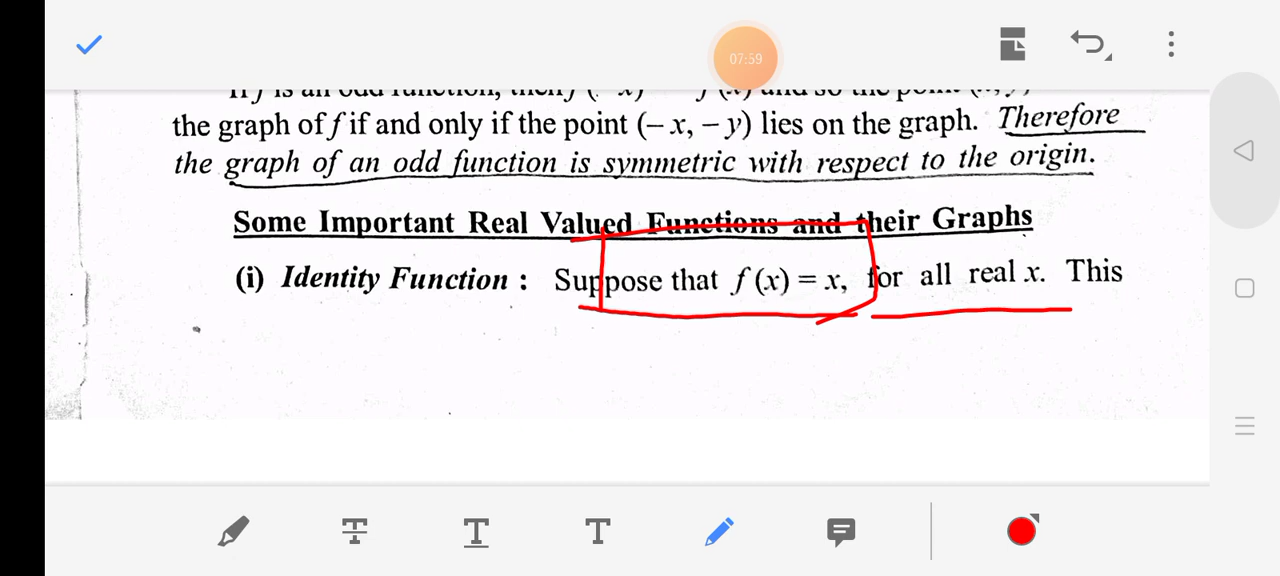 07:59
the graph of f if and only if the point (– x, – y) lies on the graph. Therefore
the graph of an odd function is symmetric with respect to the origin.
Some Important Real Valued Functions and their Graphs
(i) Identity Function : Suppose that f (x) = x, for all real x. This